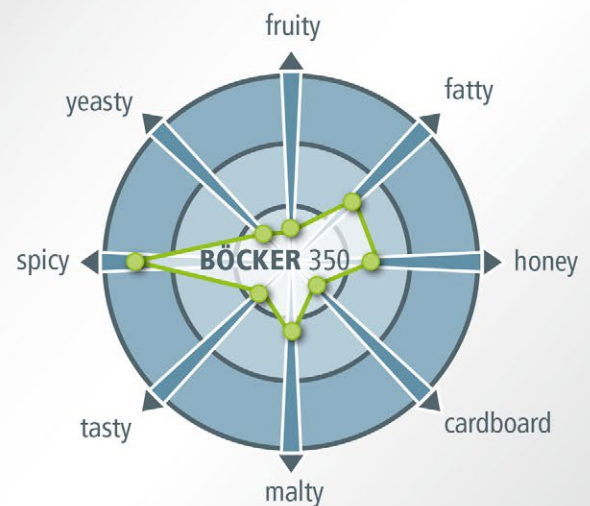 fruity
yeasty
fatty
spicy
BÖCKER 350
honey
tasty
cardboard
malty